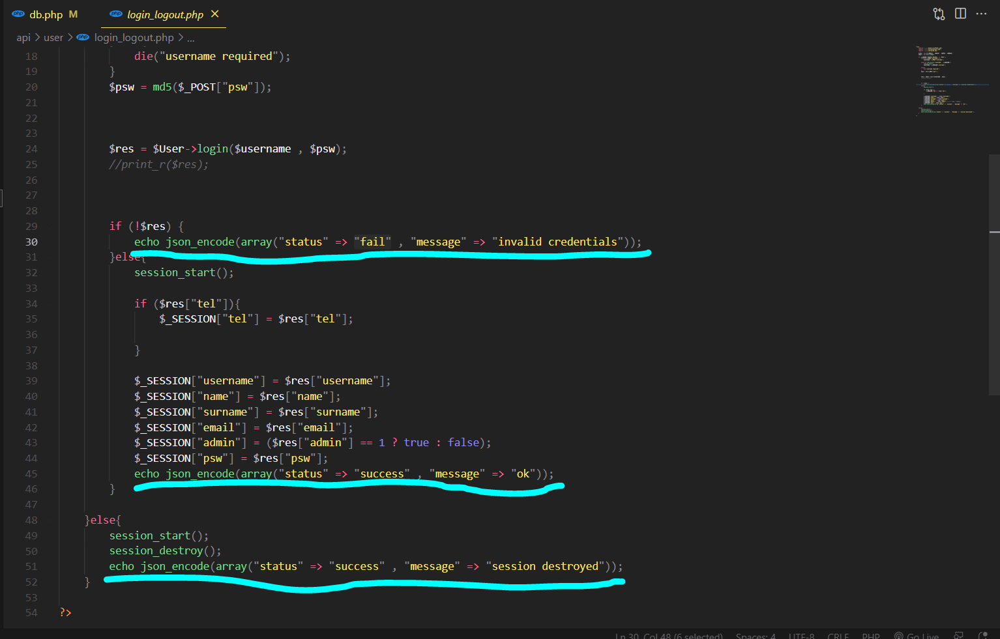 php db.php M php login_logout.php ×
api > user > php login_logout.php > ...
18 die("username required");
19 }
20 $psw = md5($_POST["psw"]);
21
22
23
24 $res = $User->login($username , $psw);
25 //print_r($res);
26
27
28
29 if (!$res) {
30 echo json_encode(array("status" => "fail" , "message" => "invalid credentials"));
31 }else{
32 session_start();
33
34 if ($res["tel"]){
35 $_SESSION["tel"] = $res["tel"];
36
37 }
38
39 $_SESSION["username"] = $res["username"];
40 $_SESSION["name"] = $res["name"];
41 $_SESSION["surname"] = $res["surname"];
42 $_SESSION["email"] = $res["email"];
43 $_SESSION["admin"] = ($res["admin"] == 1 ? true : false);
44 $_SESSION["psw"] = $res["psw"];
45 echo json_encode(array("status" => "success" , "message" => "ok"));
46 }
47
48 }else{
49 session_start();
50 session_destroy();
51 echo json_encode(array("status" => "success" , "message" => "session destroyed"));
52 }
53
54 ?>
Ln 30, Col 48 (6 selected) Spaces: 4 UTF-8 CRLF PHP Go Live